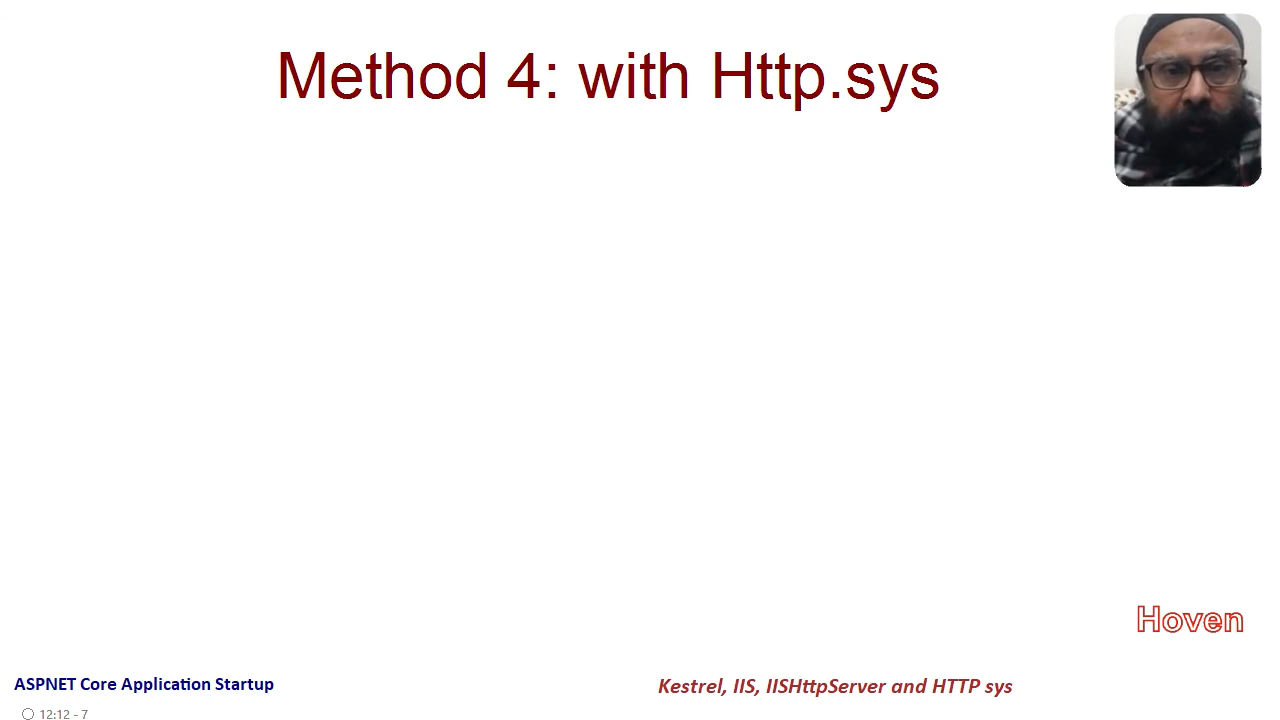 Method 4: with Http.sys
Hoven
ASPNET Core Application Startup
Kestrel, IIS, IISHttpServer and HTTP sys
12:12 - 7